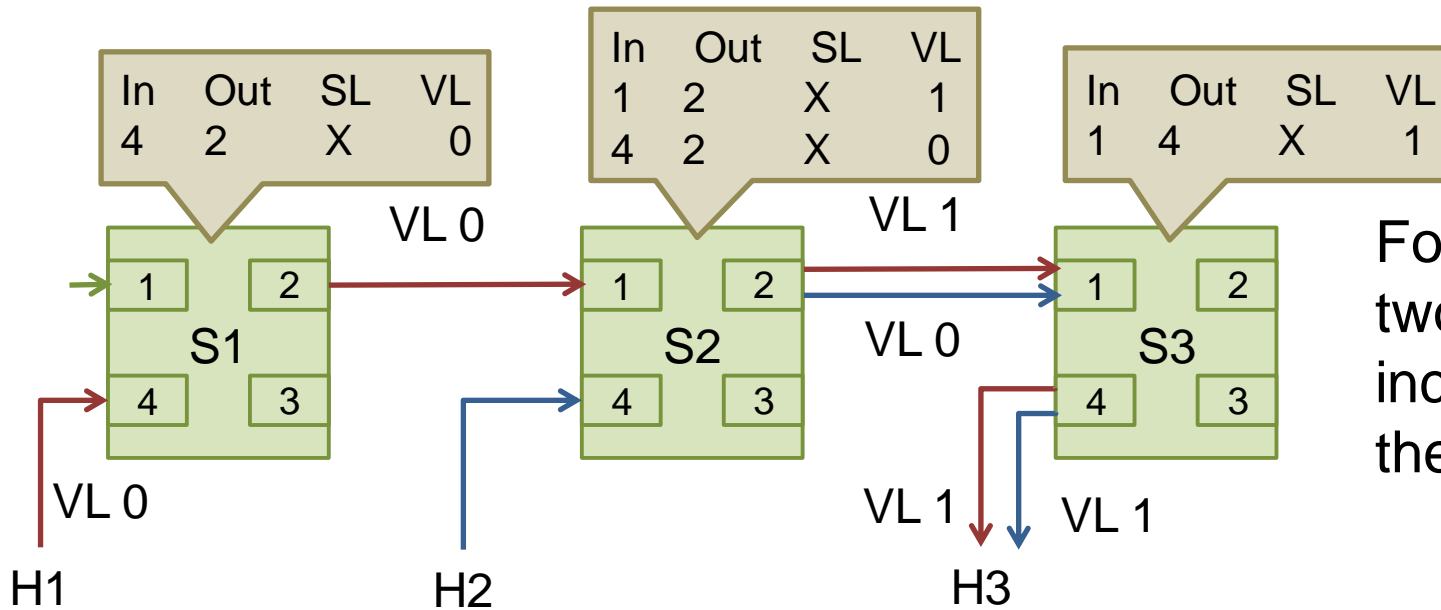 In Out SL VL
4 2 X 0
In Out SL VL
1 2 X 1
4 2 X 0
In Out SL VL
1 4 X 1
VL 0
VL 1
1 2
S1
4 3
1 2
S2
4 3
VL 0
1 2
S3
4 3
VL 0
VL 1
VL 1
H1
H2
H3
the